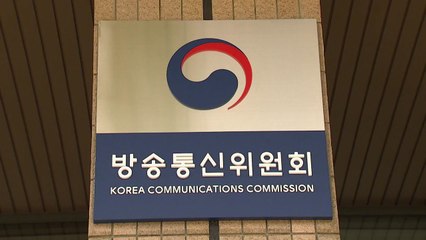 방송통신위원회
KOREA COMMUNICATIONS COMMISSION